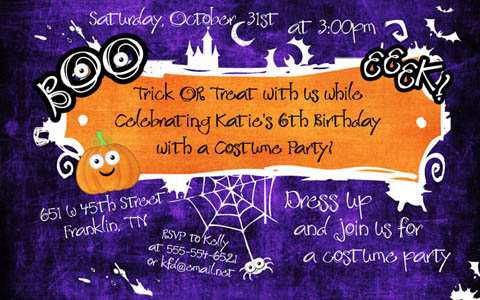 Saturday, October 31st at 3:00pm
BOO
EEEK!
Trick OR Treat with us while
Celebrating Katie's 6th Birthday
with a Costume Party!
651 W 45th Street
Franklin, TY
RSVP to Kelly
at 555-554-6521
or kfd@email.net
Dress up
and join us for
a costume party